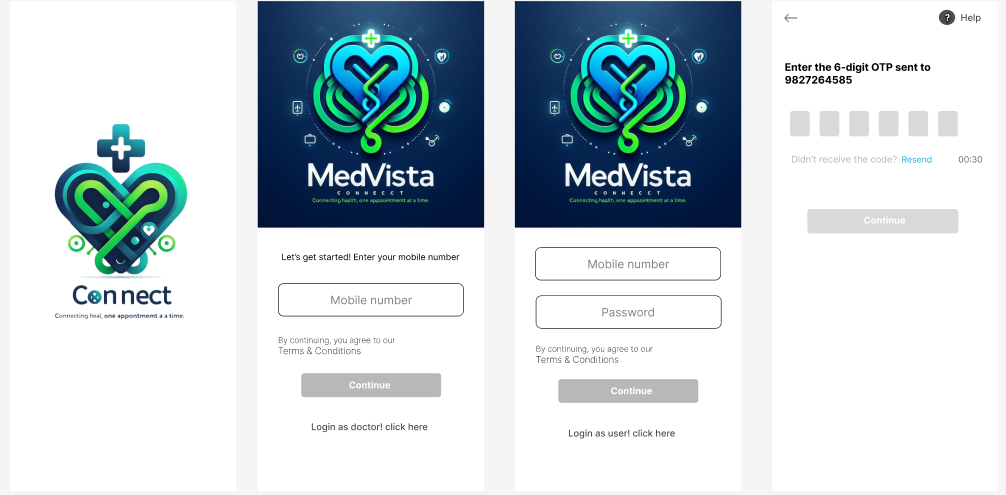 Connect
Connecting heal, one appointmemt a a time.
MedVista
CONNECCT
Connecting health, one appointment at a time.
Let's get started! Enter your mobile number
Mobile number
By continuing, you agree to our
Terms & Conditions
Continue
Login as doctor! click here
MedVista
CONNECCT
Connecting health, one appointment at a time.
Mobile number
Password
By continuing, you agree to our
Terms & Conditions
Continue
Login as user! click here
? Help
Enter the 6-digit OTP sent to
9827264585
Didn't receive the code? Resend 00:30
Continue